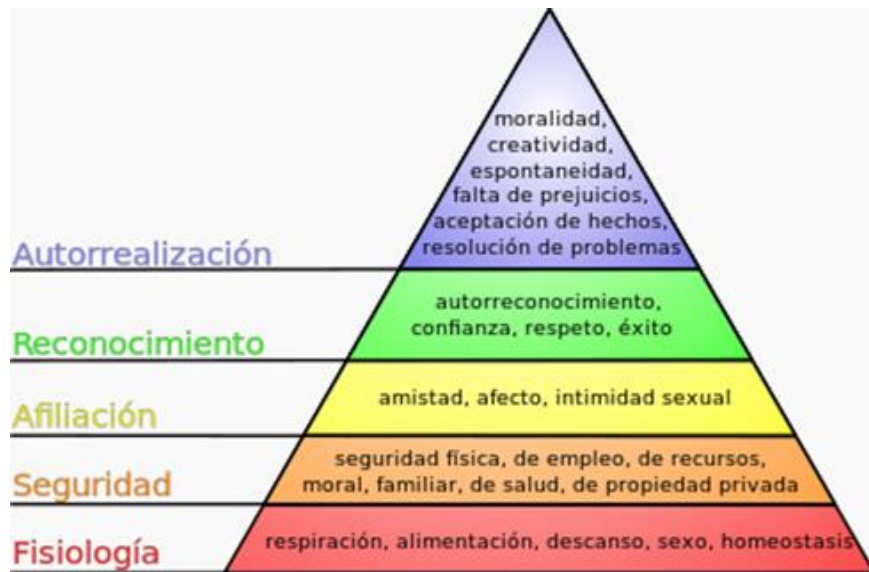 moralidad,
creatividad,
espontaneidad,
falta de prejuicios,
aceptación de hechos,
resolución de problemas
Autorrealización
autorreconocimiento,
confianza, respeto, éxito
Reconocimiento
amistad, afecto, intimidad sexual
Afiliación
seguridad física, de empleo, de recursos,
moral, familiar, de salud, de propiedad privada
Seguridad
respiración, alimentación, descanso, sexo, homeostasis
Fisiología